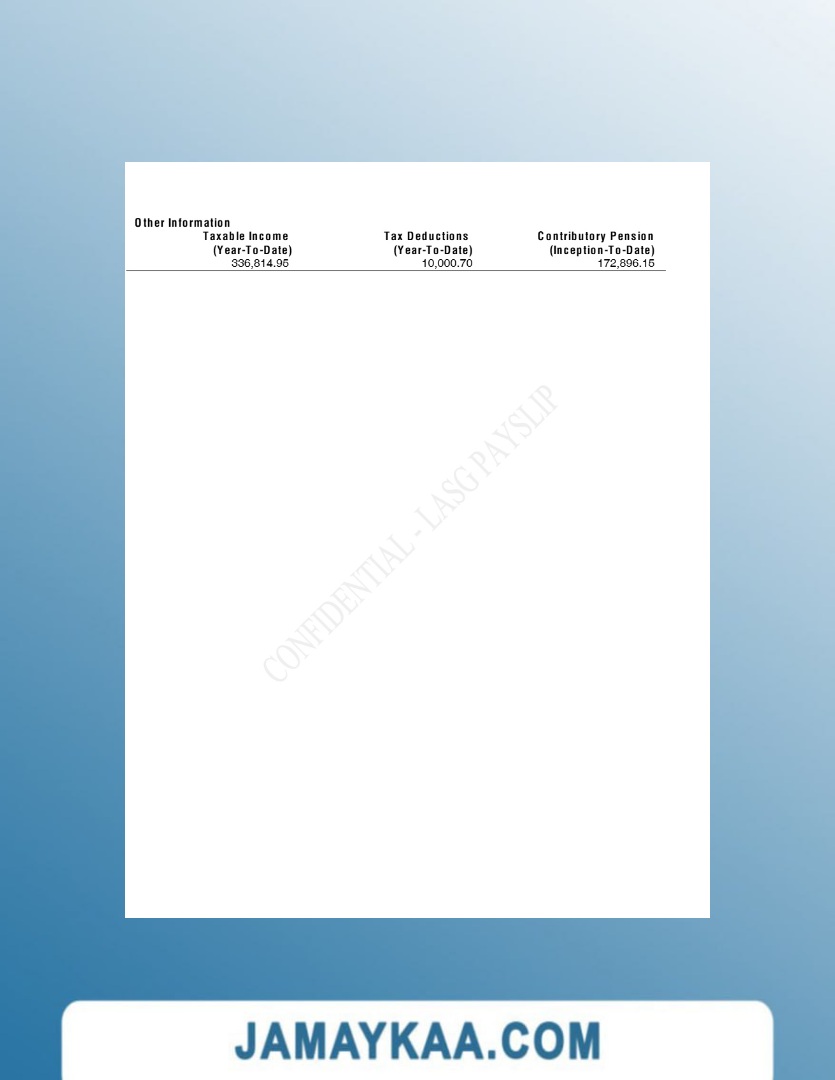 Other Information
Taxable Income Tax Deductions Contributory Pension
(Year-To-Date) (Year-To-Date) (Inception-To-Date)
336,814.95 10,000.70 172,896.15
CONFIDENTIAL - LASG PAYSLIP
JAMAYKAA.COM